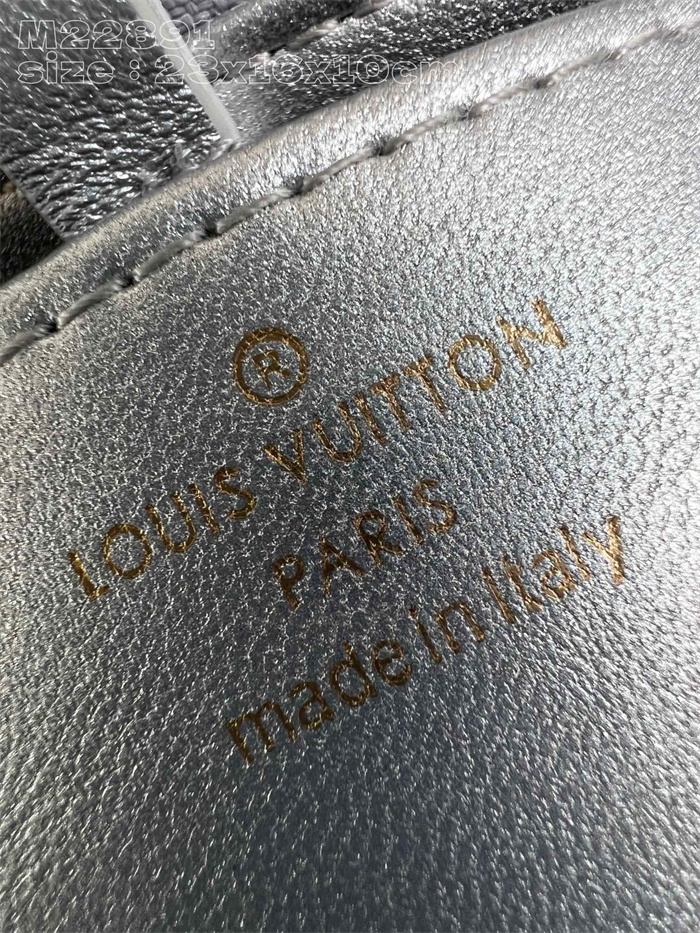 M22891
size : 23x16x10cm
®
LOUIS VUITTON
PARIS
made in Italy